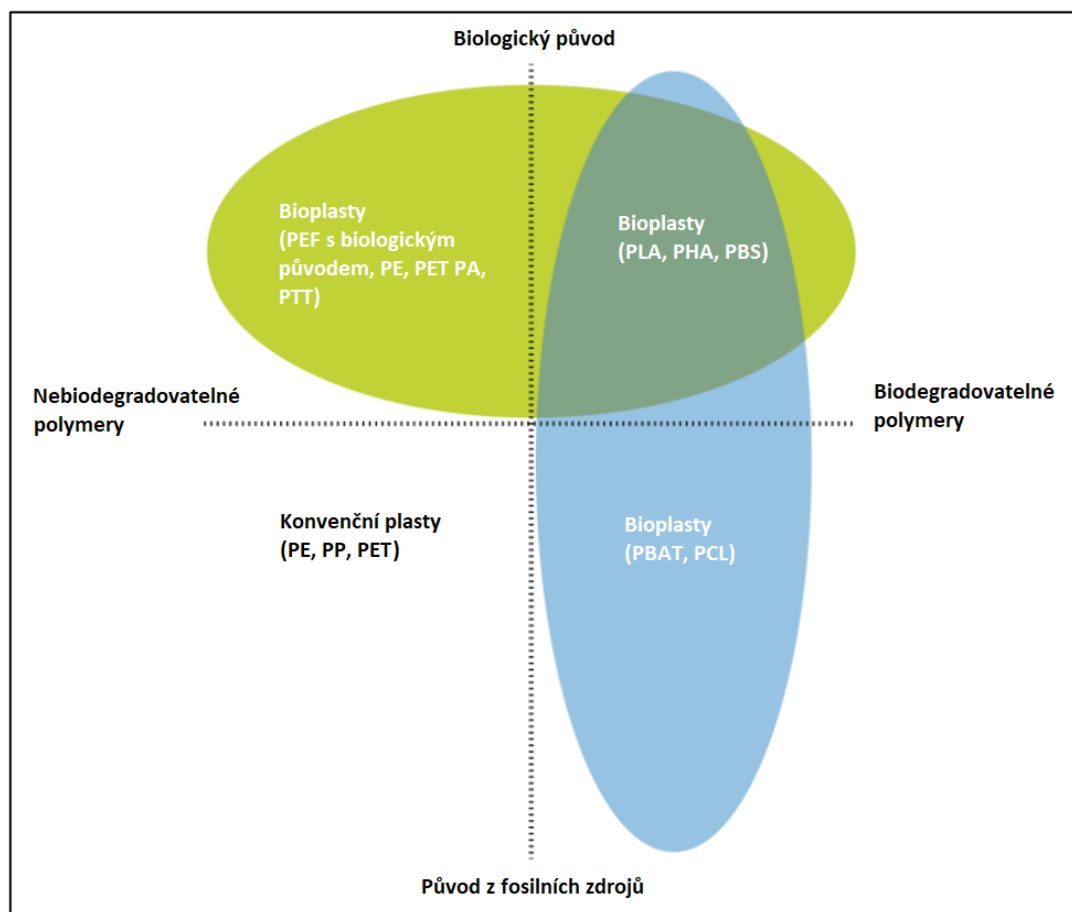 Biologický původ
Bioplasty
(PEF s biologickým
původem, PE, PET PA,
PTT)
Bioplasty
(PLA, PHA, PBS)
Nebiodegradovatelné
polymery
Biodegradovatelné
polymery
Konvenční plasty
(PE, PP, PET)
Bioplasty
(PBAT, PCL)
Původ z fosilních zdrojů